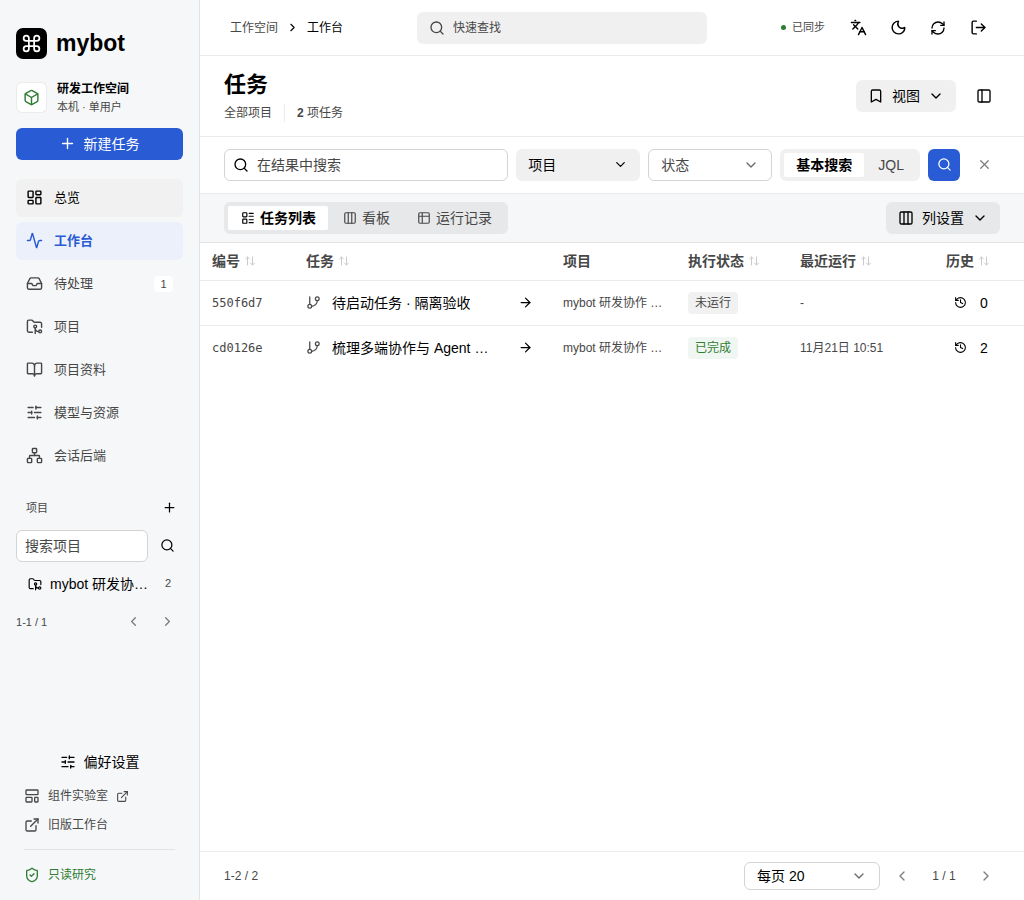 mybot
研发工作空间
本机 · 单用户
新建任务
总览
工作台
待处理 1
项目
项目资料
模型与资源
会话后端
项目
搜索项目
mybot 研发协… 2
1-1 / 1
偏好设置
组件实验室
旧版工作台
只读研究
工作空间 工作台
快速查找
已同步
任务
全部项目 2 项任务
视图
在结果中搜索 项目 状态 基本搜索 JQL
任务列表 看板 运行记录 列设置
编号 任务 项目 执行状态 最近运行 历史
550f6d7 待启动任务 · 隔离验收 mybot 研发协作 … 未运行 - 0
cd0126e 梳理多端协作与 Agent … mybot 研发协作 … 已完成 11月21日 10:51 2
1-2 / 2 每页 20 1 / 1